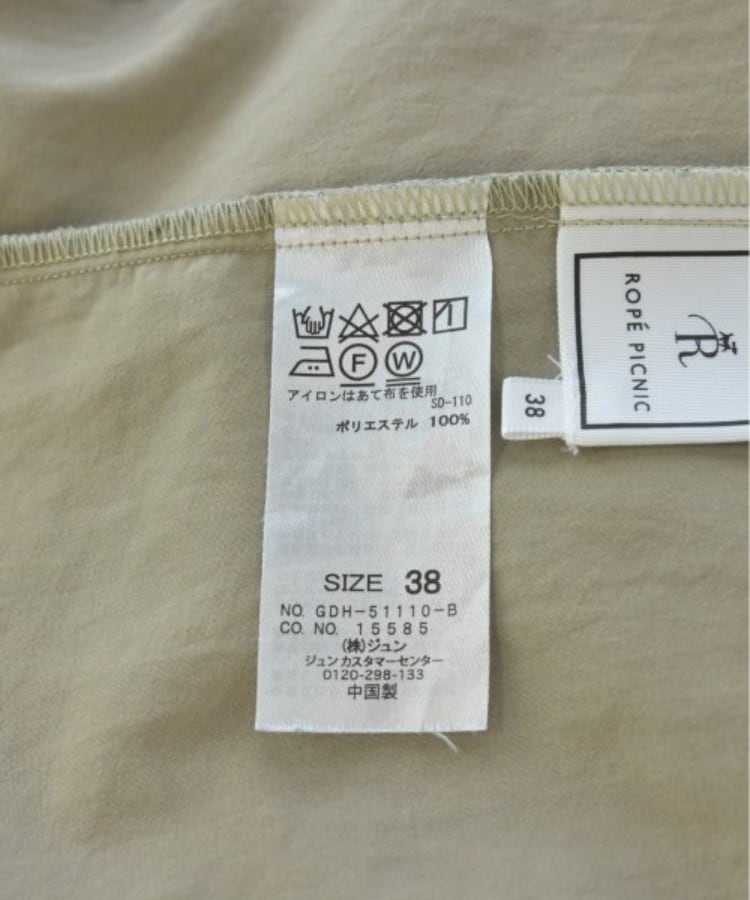 F W
アイロンはあて布を使用
SD-110
ポリエステル 100%
SIZE 38
NO. GDH-51110-B
CO. NO. 15585
(株)ジュン
ジュンカスタマーセンター
0120-298-133
中国製
38
R
ROPÉ PICNIC